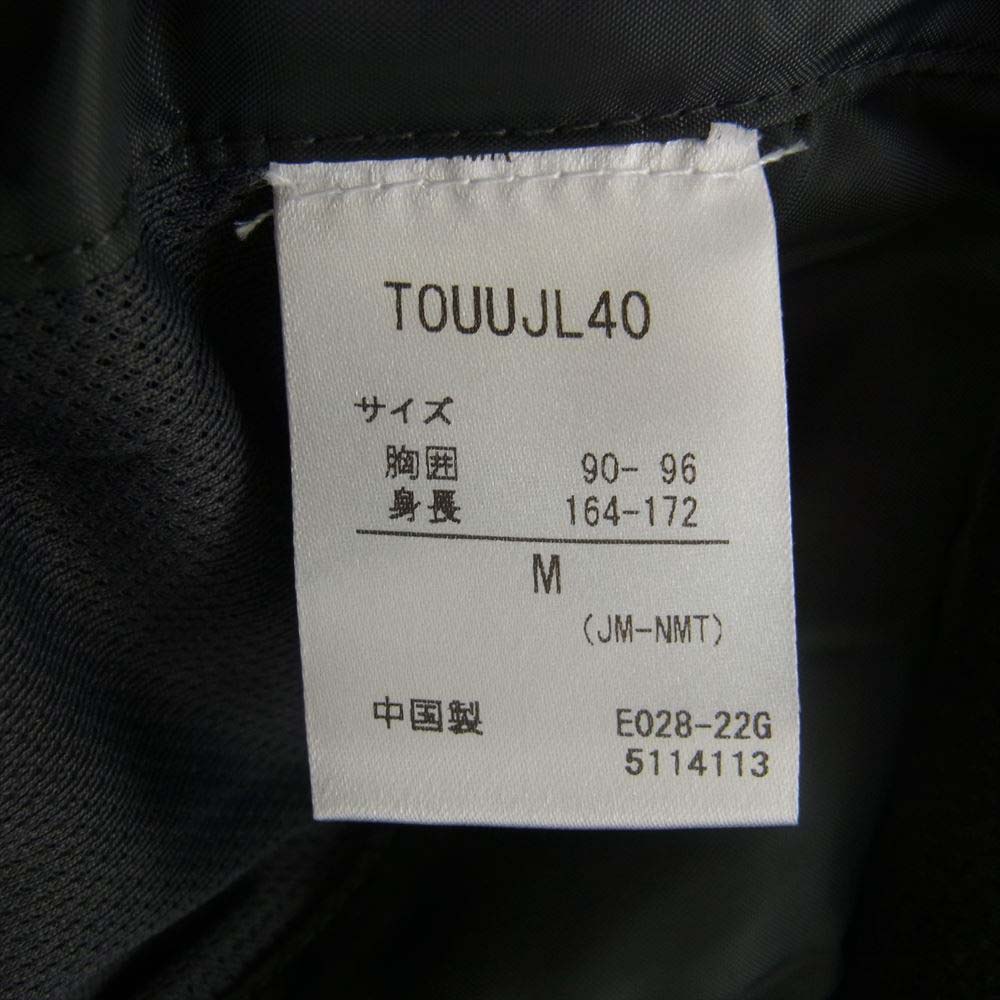 TOUUJL40
サイズ
胸囲 90- 96
身長 164-172
M
(JM-NMT)
中国製 E028-22G
5114113